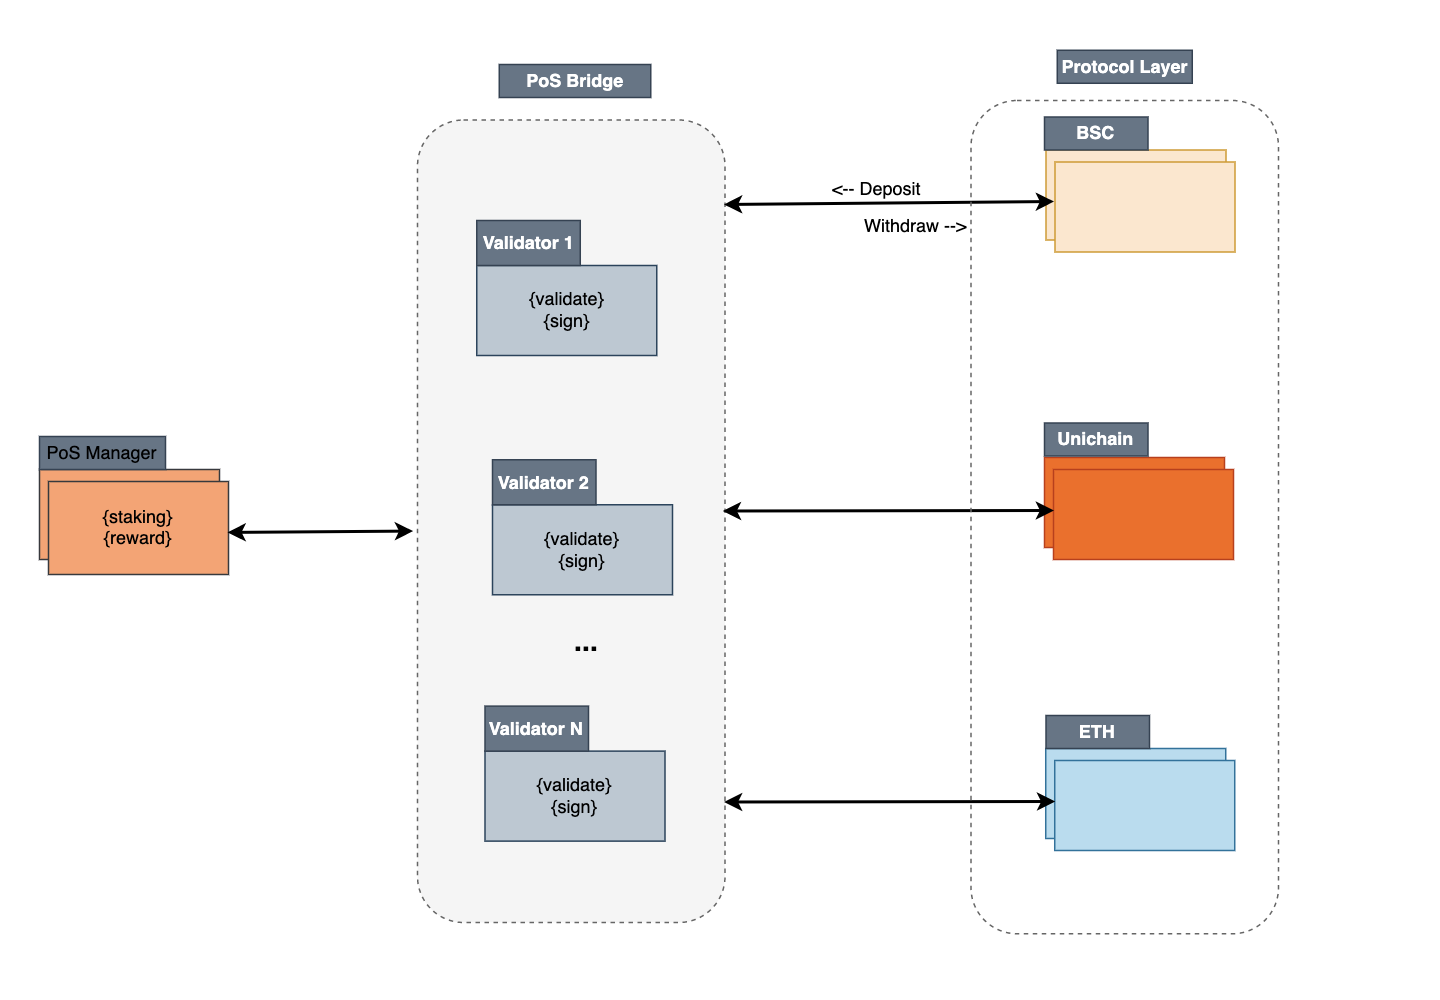 PoS Bridge
Protocol Layer
BSC
<-- Deposit
Withdraw -->
Validator 1
{validate}
{sign}
Unichain
PoS Manager
{staking}
{reward}
Validator 2
{validate}
{sign}
...
Validator N
{validate}
{sign}
ETH